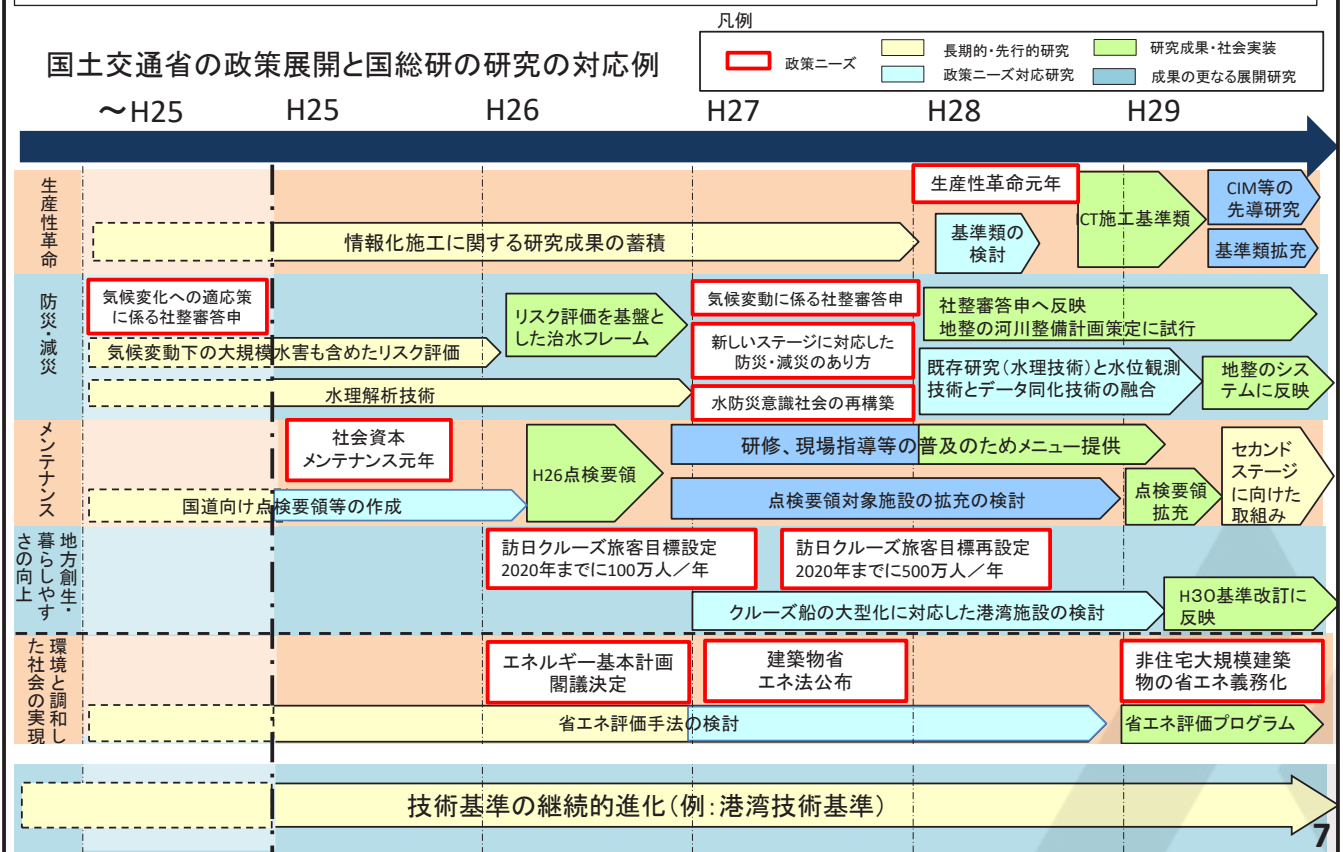 凡例
国土交通省の政策展開と国総研の研究の対応例
政策ニーズ
長期的・先行的研究
研究成果・社会実装
政策ニーズ対応研究
成果の更なる展開研究
～H25
H25
H26
H27
H28
H29
生産性革命
生産性革命元年
情報化施工に関する研究成果の蓄積
基準類の
検討
ICT施工基準類
CIM等の
先導研究
基準類拡充
防災・減災
気候変化への適応策
に係る社整審答申
気候変動下の大規模水害も含めたリスク評価
水理解析技術
リスク評価を基盤と
した治水フレーム
気候変動に係る社整審答申
新しいステージに対応した
防災・減災のあり方
水防災意識社会の再構築
社整審答申へ反映
地整の河川整備計画策定に試行
既存研究(水理技術)と水位観測
技術とデータ同化技術の融合
地整のシス
テムに反映
メンテナンス
社会資本
メンテナンス元年
国道向け点検要領等の作成
H26点検要領
研修、現場指導等の普及のためメニュー提供
点検要領対象施設の拡充の検討
点検要領
拡充
セカンド
ステージ
に向けた
取組み
地方創生・
暮らしやす
さの向上
訪日クルーズ旅客目標設定
2020年までに100万人／年
訪日クルーズ旅客目標再設定
2020年までに500万人／年
クルーズ船の大型化に対応した港湾施設の検討
H30基準改訂に
反映
環境と調和し
た社会の実現
エネルギー基本計画
閣議決定
建築物省
エネ法公布
非住宅大規模建築
物の省エネ義務化
省エネ評価手法の検討
省エネ評価プログラム
技術基準の継続的進化(例:港湾技術基準)
7